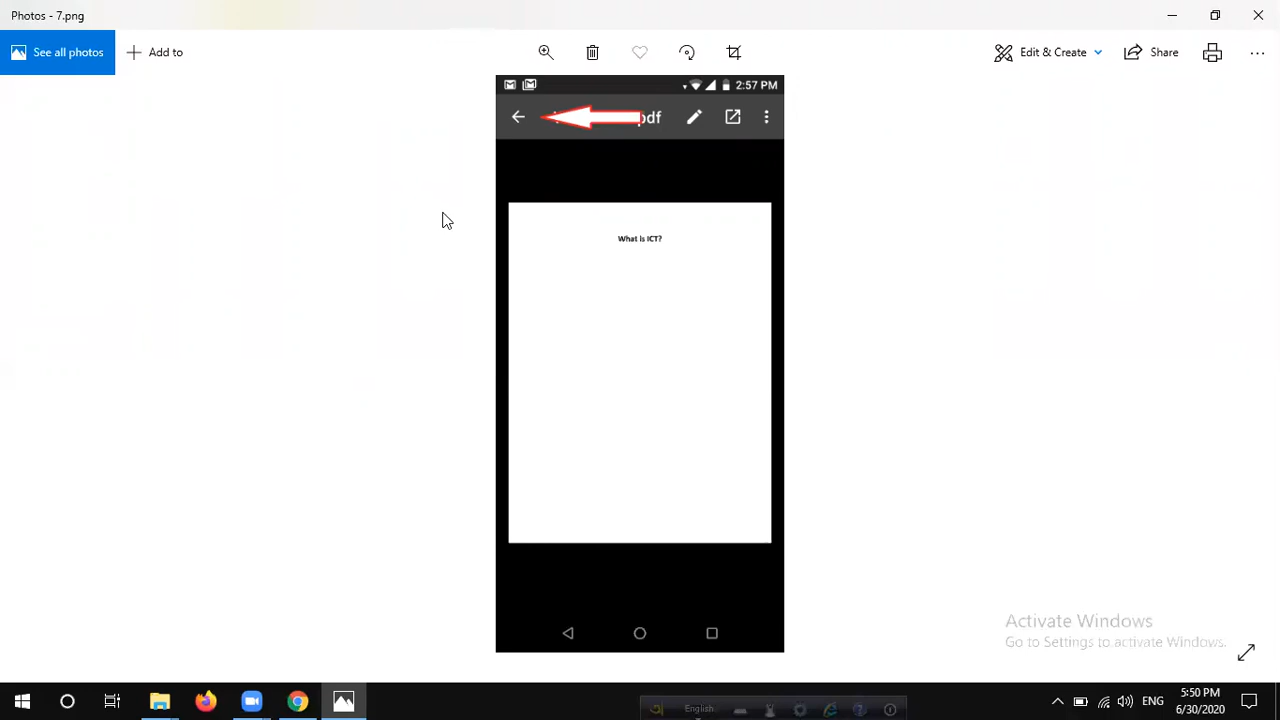 Photos - 7.png
See all photos
Add to
Edit & Create
Share
2:57 PM
pdf
What is ICT?
Activate Windows
Go to Settings to activate Windows.
English
ENG
5:50 PM
6/30/2020